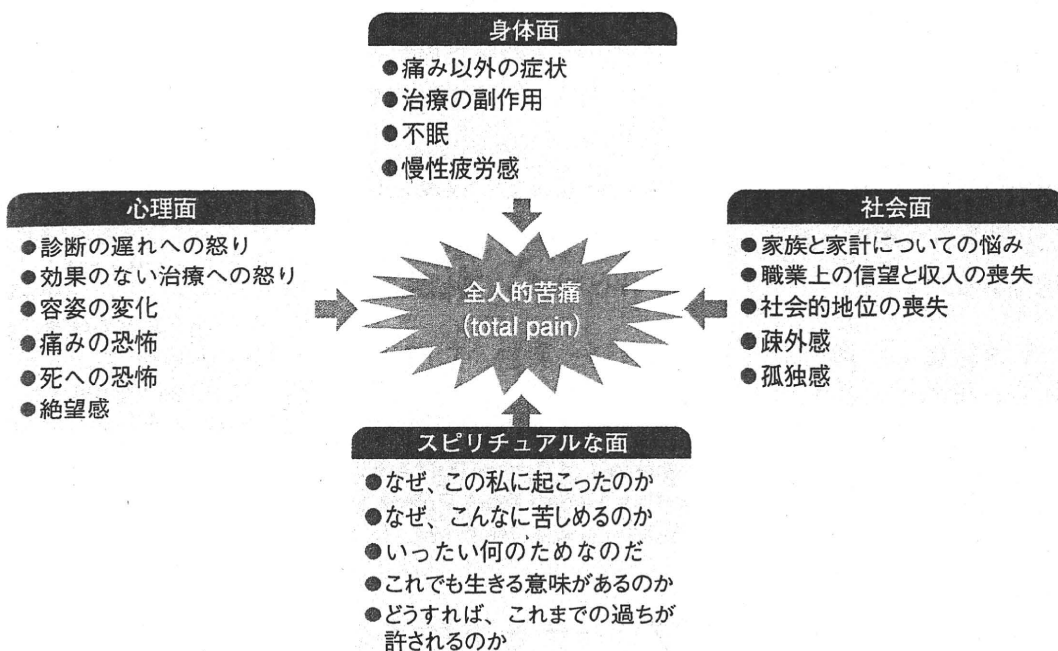 身体面
●痛み以外の症状
●治療の副作用
●不眠
●慢性疲労感
心理面
●診断の遅れへの怒り
●効果のない治療への怒り
●容姿の変化
●痛みの恐怖
●死への恐怖
●絶望感
全人的苦痛
(total pain)
社会面
●家族と家計についての悩み
●職業上の信望と収入の喪失
●社会的地位の喪失
●疎外感
●孤独感
スピリチュアルな面
●なぜ、この私に起こったのか
●なぜ、こんなに苦しめるのか
●いったい何のためなのだ
●これでも生きる意味があるのか
●どうすれば、これまでの過ちが
許されるのか